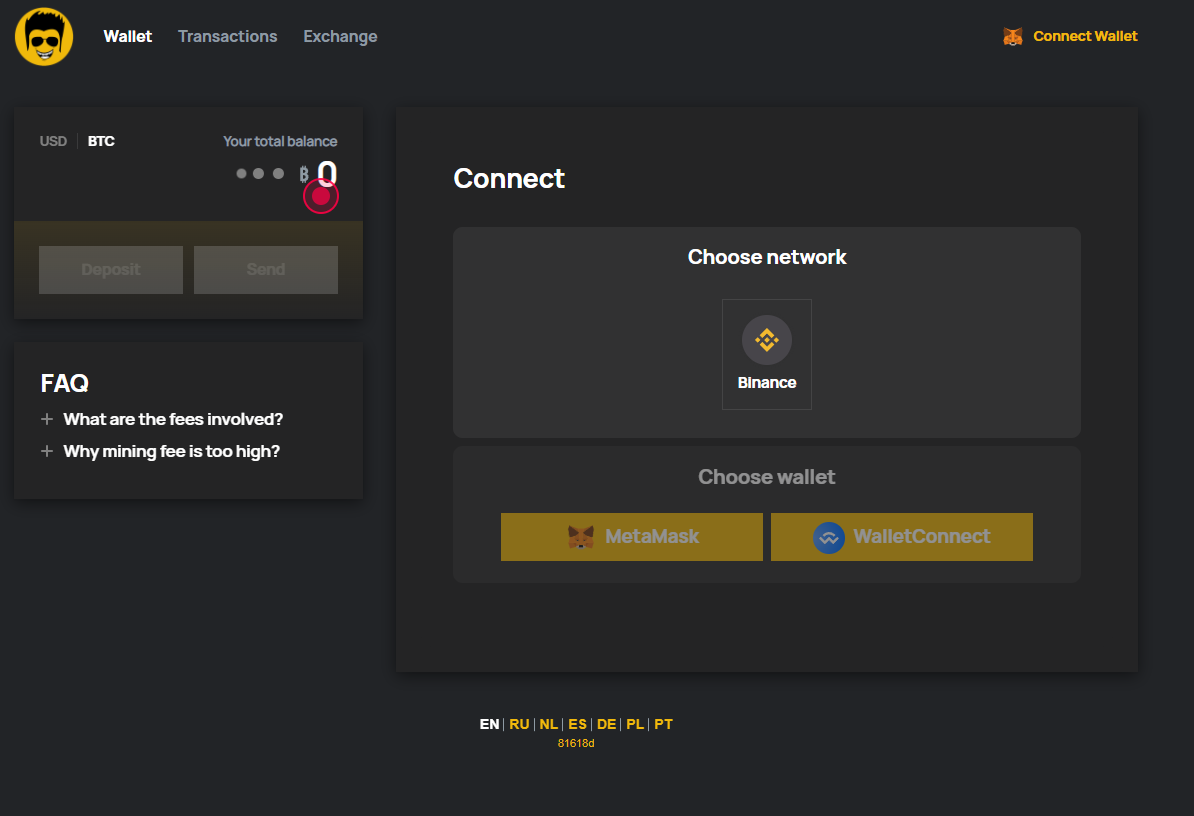 Wallet Transactions Exchange Connect Wallet
USD BTC Your total balance
฿ 0
Deposit Send
FAQ
+ What are the fees involved?
+ Why mining fee is too high?
Connect
Choose network
Binance
Choose wallet
MetaMask WalletConnect
EN | RU | NL | ES | DE | PL | PT
81618d